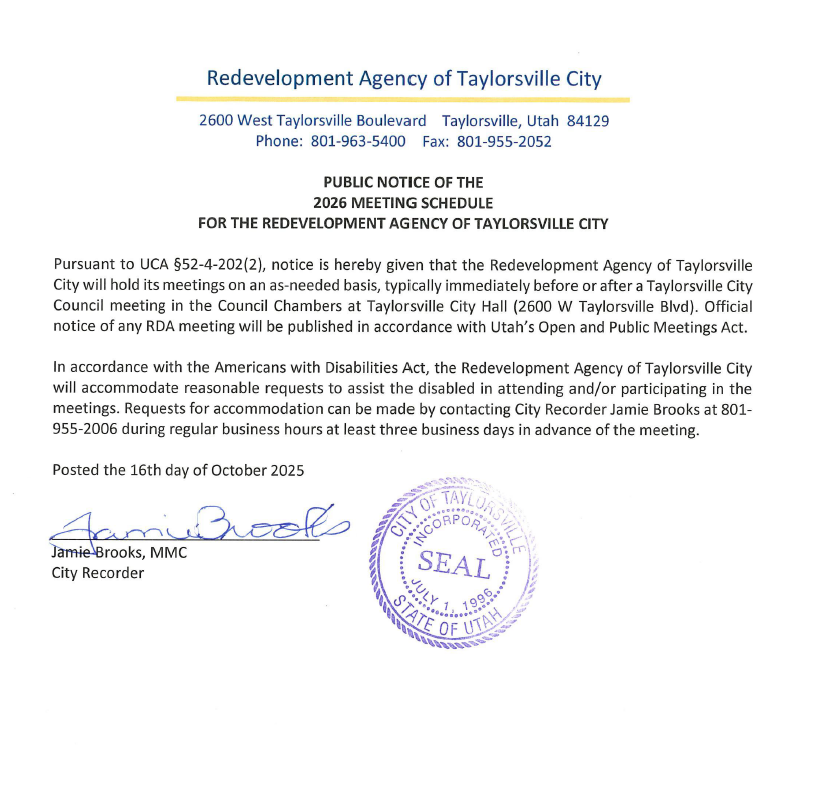 Redevelopment Agency of Taylorsville City
2600 West Taylorsville Boulevard Taylorsville, Utah 84129
Phone: 801-963-5400 Fax: 801-955-2052
PUBLIC NOTICE OF THE
2026 MEETING SCHEDULE
FOR THE REDEVELOPMENT AGENCY OF TAYLORSVILLE CITY
Pursuant to UCA §52-4-202(2), notice is hereby given that the Redevelopment Agency of Taylorsville
City will hold its meetings on an as-needed basis, typically immediately before or after a Taylorsville City
Council meeting in the Council Chambers at Taylorsville City Hall (2600 W Taylorsville Blvd). Official
notice of any RDA meeting will be published in accordance with Utah's Open and Public Meetings Act.
In accordance with the Americans with Disabilities Act, the Redevelopment Agency of Taylorsville City
will accommodate reasonable requests to assist the disabled in attending and/or participating in the
meetings. Requests for accommodation can be made by contacting City Recorder Jamie Brooks at 801-
955-2006 during regular business hours at least three business days in advance of the meeting.
Posted the 16th day of October 2025
Jamie Brooks
Jamie Brooks, MMC
City Recorder
CITY OF TAYLORSVILLE
INCORPORATED
SEAL
JULY 1, 1996
STATE OF UTAH